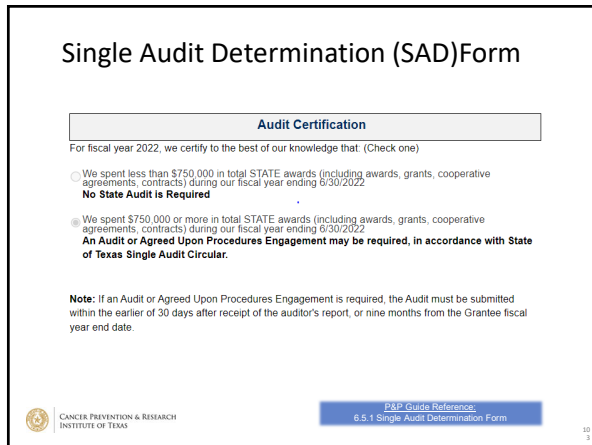 Single Audit Determination (SAD)Form
Audit Certification
For fiscal year 2022, we certify to the best of our knowledge that: (Check one)
We spent less than $750,000 in total STATE awards (including awards, grants, cooperative
agreements, contracts) during our fiscal year ending 6/30/2022
No State Audit is Required
We spent $750,000 or more in total STATE awards (including awards, grants, cooperative
agreements, contracts) during our fiscal year ending 6/30/2022
An Audit or Agreed Upon Procedures Engagement may be required, in accordance with State
of Texas Single Audit Circular.
Note: If an Audit or Agreed Upon Procedures Engagement is required, the Audit must be submitted
within the earlier of 30 days after receipt of the auditor's report, or nine months from the Grantee fiscal
year end date.
CANCER PREVENTION & RESEARCH
INSTITUTE OF TEXAS
P&P Guide Reference:
6.5.1 Single Audit Determination Form
10
3